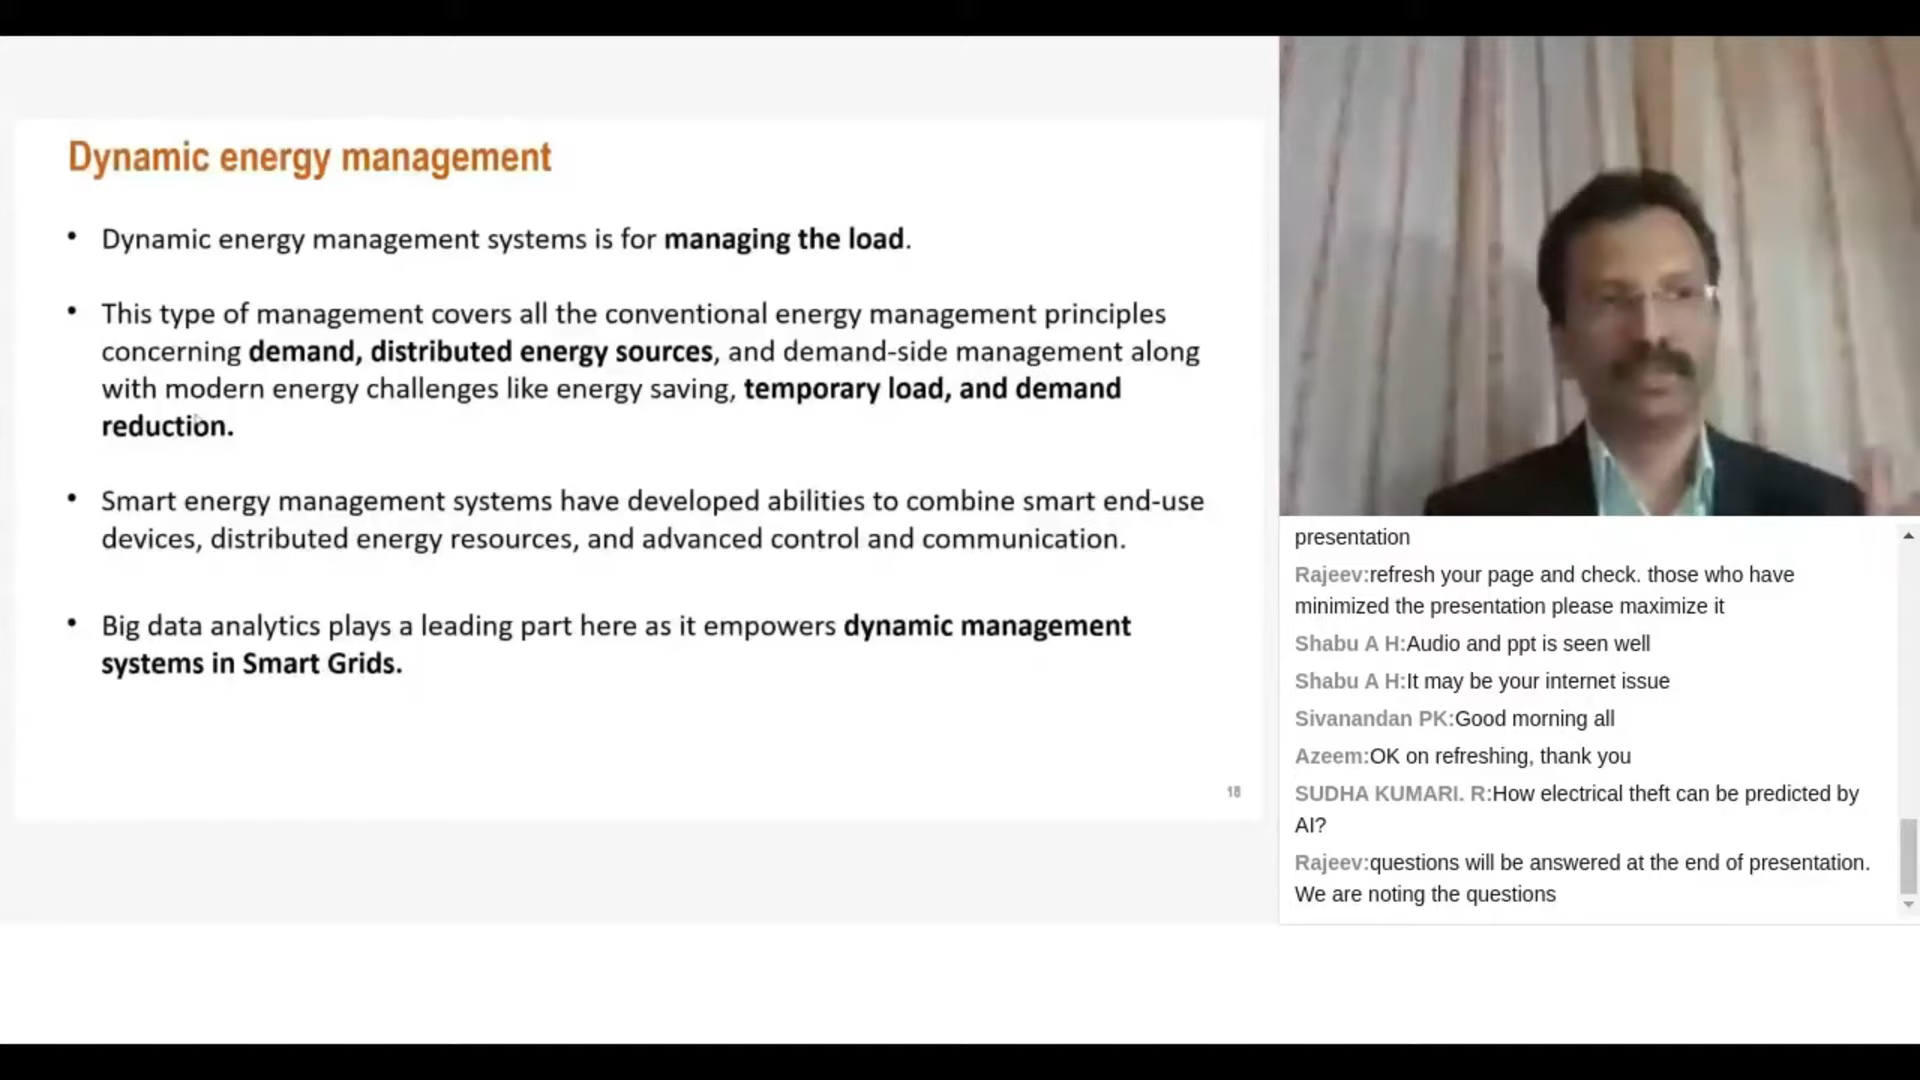 Dynamic energy management
• Dynamic energy management systems is for managing the load.
• This type of management covers all the conventional energy management principles
concerning demand, distributed energy sources, and demand-side management along
with modern energy challenges like energy saving, temporary load, and demand
reduction.
• Smart energy management systems have developed abilities to combine smart end-use
devices, distributed energy resources, and advanced control and communication.
• Big data analytics plays a leading part here as it empowers dynamic management
systems in Smart Grids.
18
presentation
Rajeev:refresh your page and check. those who have
minimized the presentation please maximize it
Shabu A H:Audio and ppt is seen well
Shabu A H:It may be your internet issue
Sivanandan PK:Good morning all
Azeem:OK on refreshing, thank you
SUDHA KUMARI. R:How electrical theft can be predicted by
AI?
Rajeev:questions will be answered at the end of presentation.
We are noting the questions